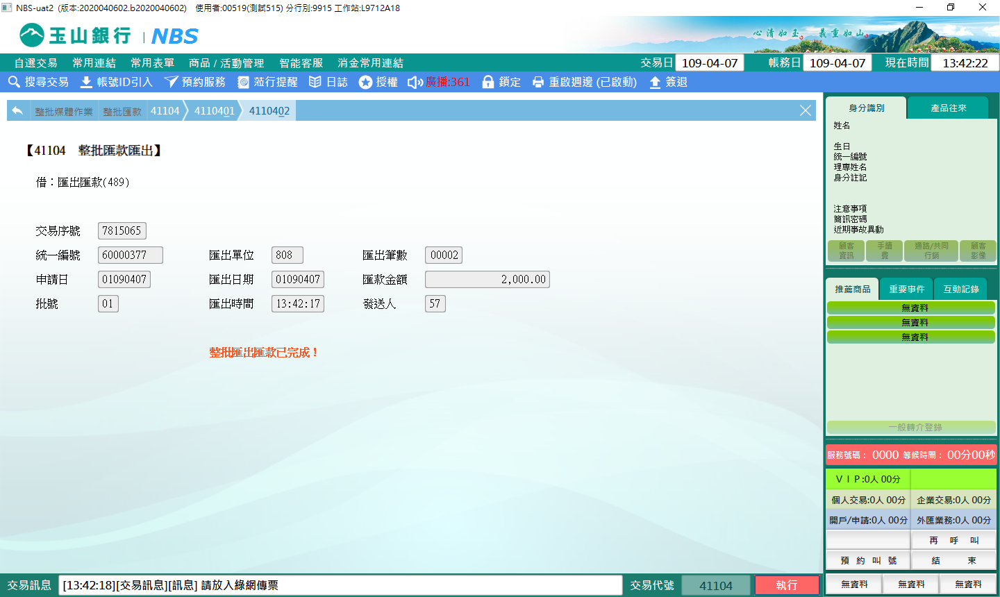 NBS-uat2 (版本:2020040602.b2020040602) 使用者:00519(測試515) 分行別:9915 工作站:L9712A18
玉山銀行 NBS
心清如玉。義重如山。
自選交易 常用連結 常用表單 商品 / 活動管理 智能客服 消金常用連結 交易日 109-04-07 帳務日 109-04-07 現在時間 13:42:22
搜尋交易 帳號ID引入 預約服務 蒞行提醒 日誌 授權 廣播:361 鎖定 重啟週邊 (已啟動) 簽退
整批媒體作業 整批匯款 41104 4110401 4110402
【41104 整批匯款匯出】
借：匯出匯款(489)
交易序號 7815065
統一編號 60000377 匯出單位 808 匯出筆數 00002
申請日 01090407 匯出日期 01090407 匯款金額 2,000.00
批號 01 匯出時間 13:42:17 發送人 57
整批匯出匯款已完成！
身分識別 產品往來
姓名
生日
統一編號
理專姓名
身分註記
注意事項
簡訊密碼
近期事故異動
顧客資訊 手續費 通路/共同行銷 顧客影像
推薦商品 重要事件 互動記錄
無資料
無資料
無資料
一般轉介登錄
服務號碼： 0000 等候時間： 00分00秒
ＶＩＰ:0人 00分
個人交易:0人 00分 企業交易:0人 00分
開戶/申請:0人 00分 外匯業務:0人 00分
再 呼 叫
預 約 叫 號 結 束
無資料 無資料 無資料
交易訊息 [13:42:18][交易訊息][訊息] 請放入綠網傳票 交易代號 41104 執行